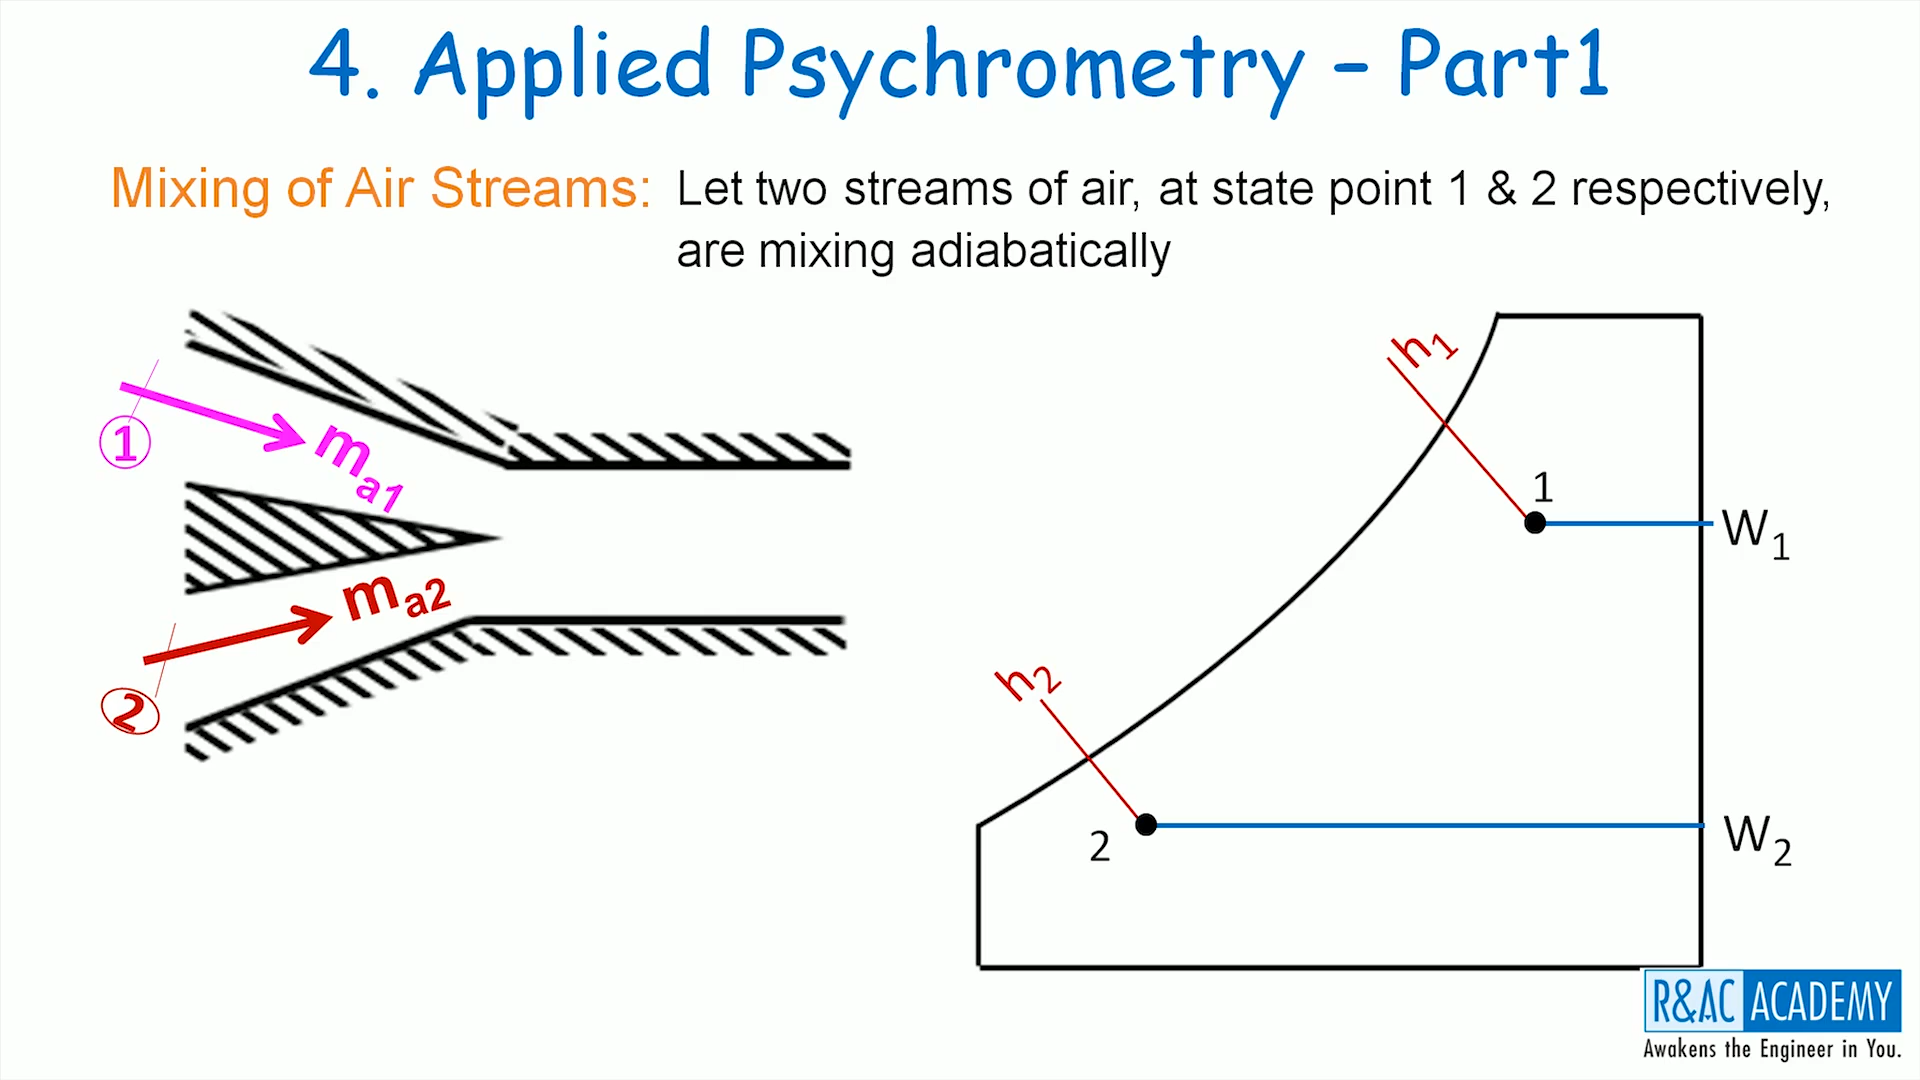 4. Applied Psychrometry – Part1
Mixing of Air Streams: Let two streams of air, at state point 1 & 2 respectively,
are mixing adiabatically
1
ma1
ma2
2
h1
1
W1
h2
2
W2
R&AC ACADEMY
Awakens the Engineer in You.